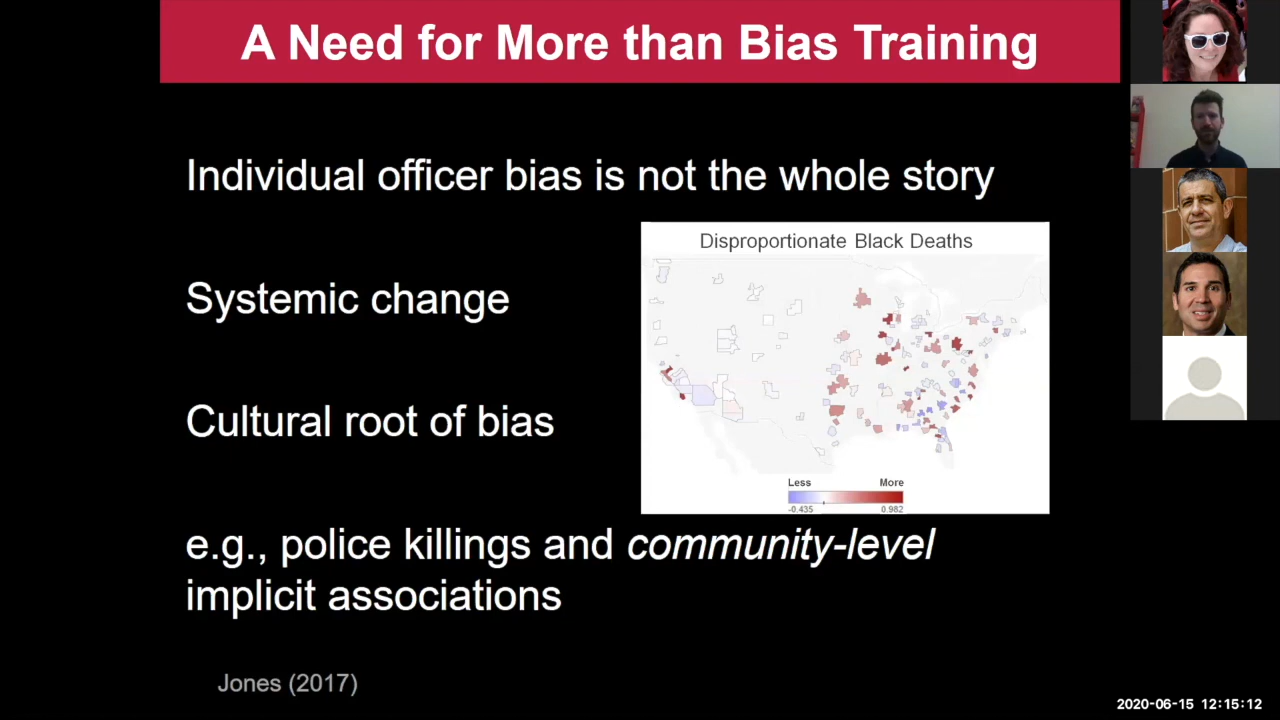 A Need for More than Bias Training
Individual officer bias is not the whole story
Disproportionate Black Deaths
Systemic change
Cultural root of bias
Less More
-0.435 0.982
e.g., police killings and community-level
implicit associations
Jones (2017)
2020-06-15 12:15:12